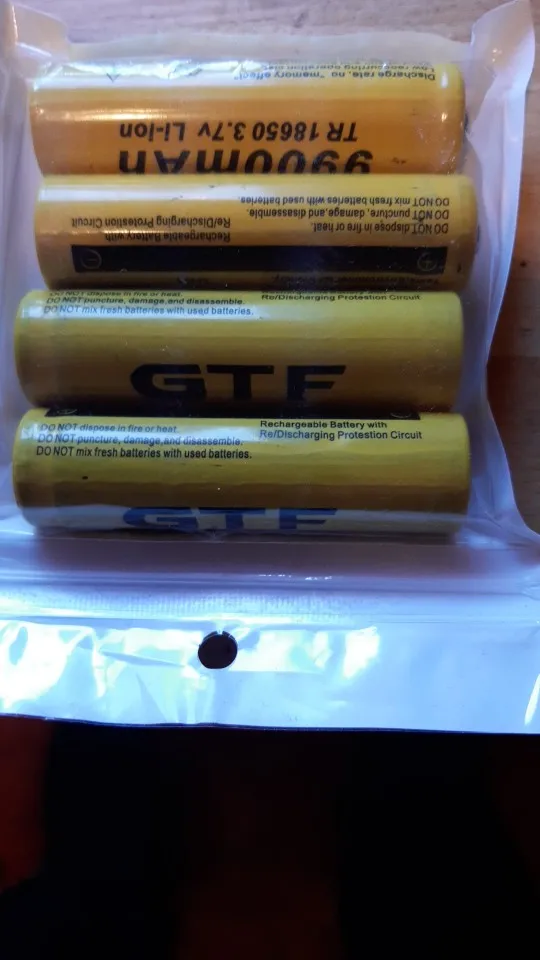 Discharge rate, no "memory effect"
TR 18650 3.7v Li-Ion
9900mAh
DO NOT dispose in fire or heat.
DO NOT puncture, damage, and disassemble.
DO NOT mix fresh batteries with used batteries.
Rechargeable Battery with
Re/Discharging Protestion Circuit
DO NOT dispose in fire or heat.
DO NOT puncture, damage, and disassemble.
DO NOT mix fresh batteries with used batteries.
Re/Discharging Protestion Circuit
GTF
DO NOT dispose in fire or heat.
DO NOT puncture, damage,and disassemble.
DO NOT mix fresh batteries with used batteries.
Rechargeable Battery with
Re/Discharging Protestion Circuit
GTF